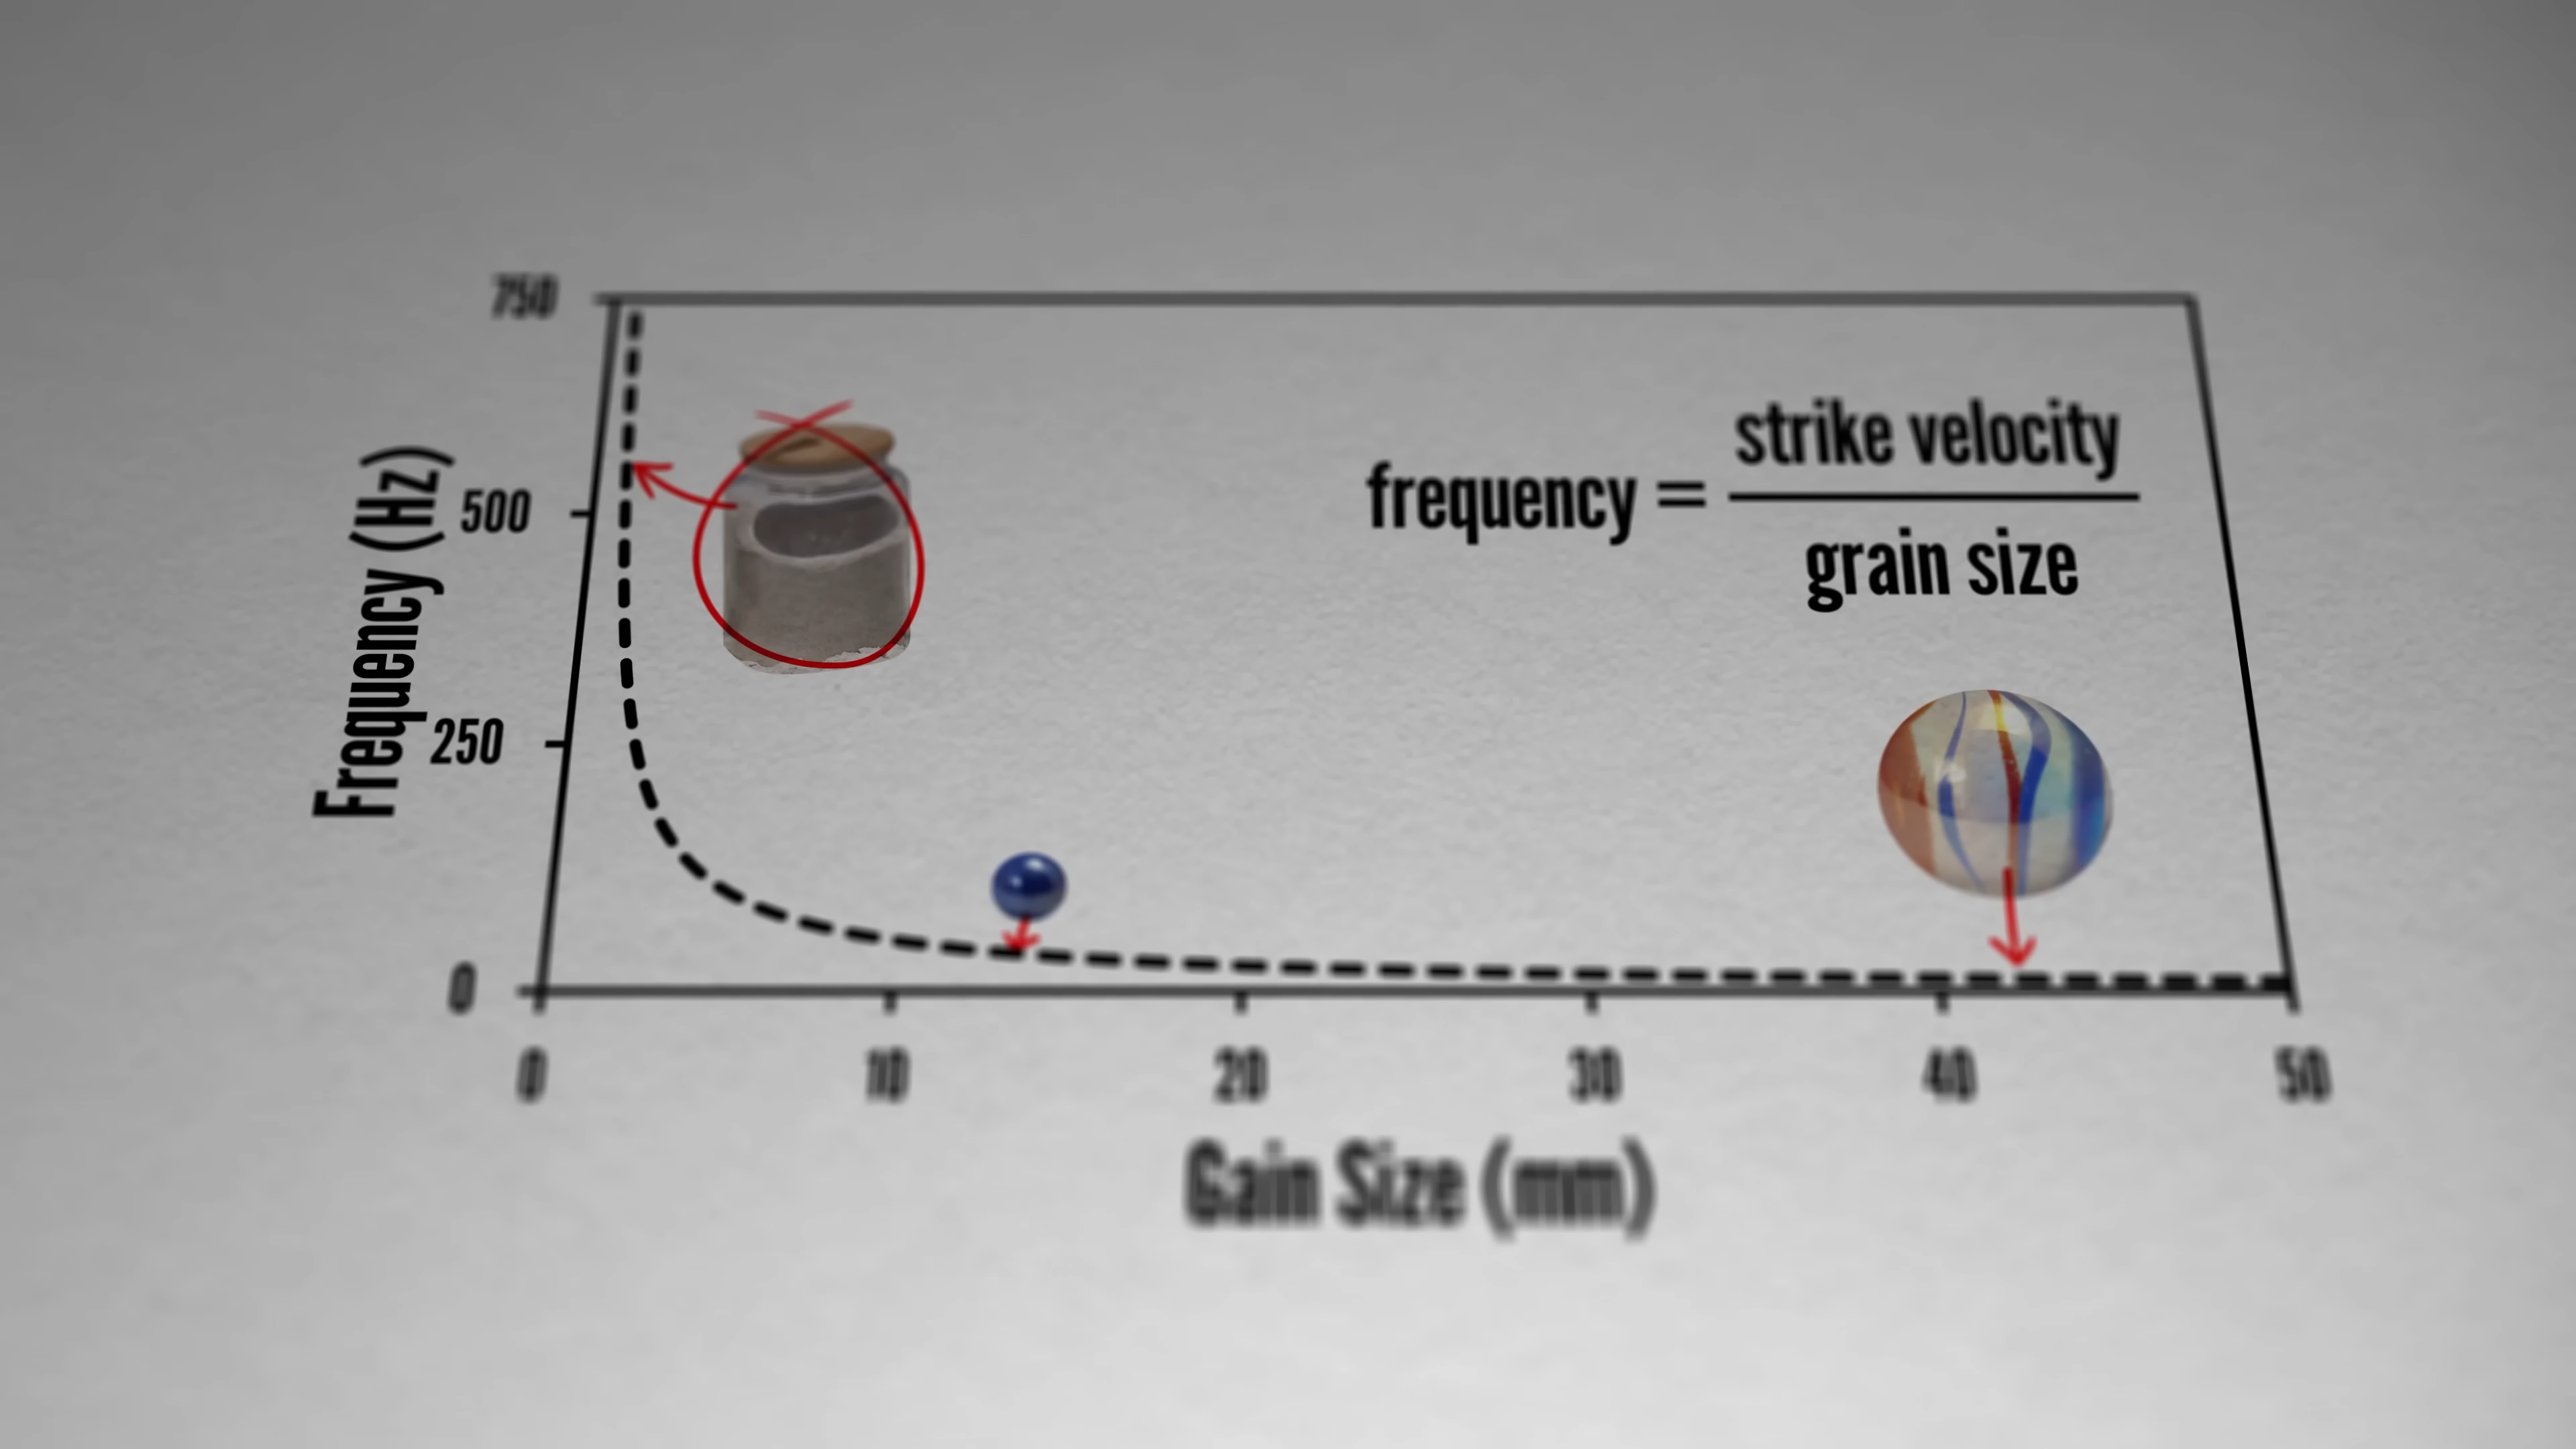 750
500
250
0
Frequency (Hz)
frequency = strike velocity
grain size
0 10 20 30 40 50
Gain Size (mm)